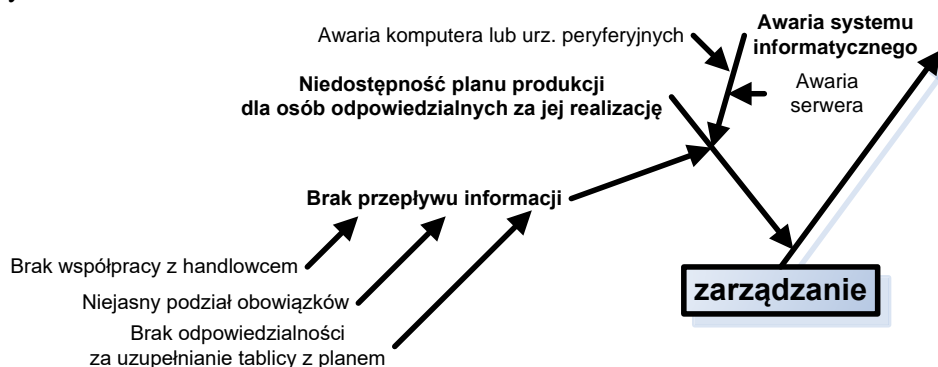 Awaria komputera lub urz. peryferyjnych
Awaria systemu
informatycznego
Niedostępność planu produkcji
dla osób odpowiedzialnych za jej realizację
Awaria
serwera
Brak przepływu informacji
Brak współpracy z handlowcem
Niejasny podział obowiązków
Brak odpowiedzialności
za uzupełnianie tablicy z planem
zarządzanie